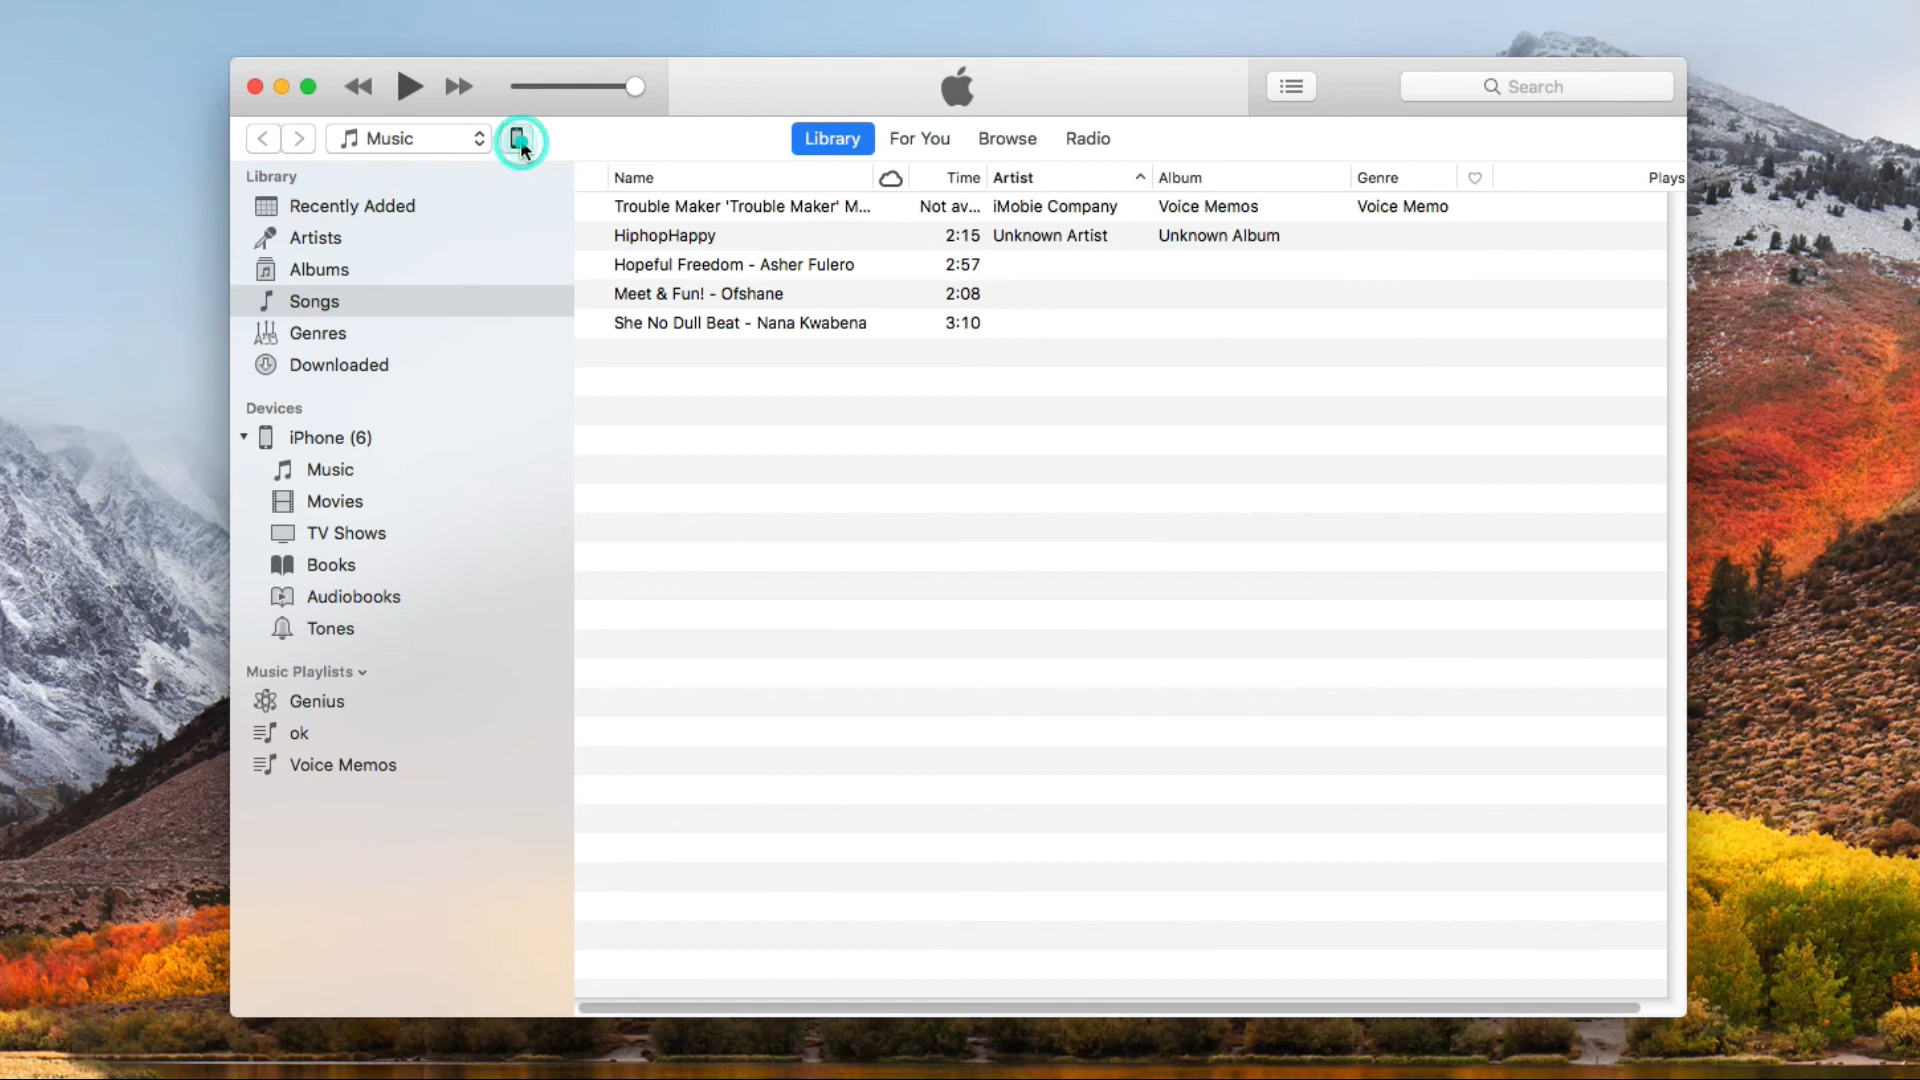 Search
Music
Library For You Browse Radio
Library
Recently Added
Artists
Albums
Songs
Genres
Downloaded
Devices
iPhone (6)
Music
Movies
TV Shows
Books
Audiobooks
Tones
Music Playlists
Genius
ok
Voice Memos
Name Time Artist Album Genre Plays
Trouble Maker 'Trouble Maker' M... Not av... iMobie Company Voice Memos Voice Memo
HiphopHappy 2:15 Unknown Artist Unknown Album
Hopeful Freedom - Asher Fulero 2:57
Meet & Fun! - Ofshane 2:08
She No Dull Beat - Nana Kwabena 3:10